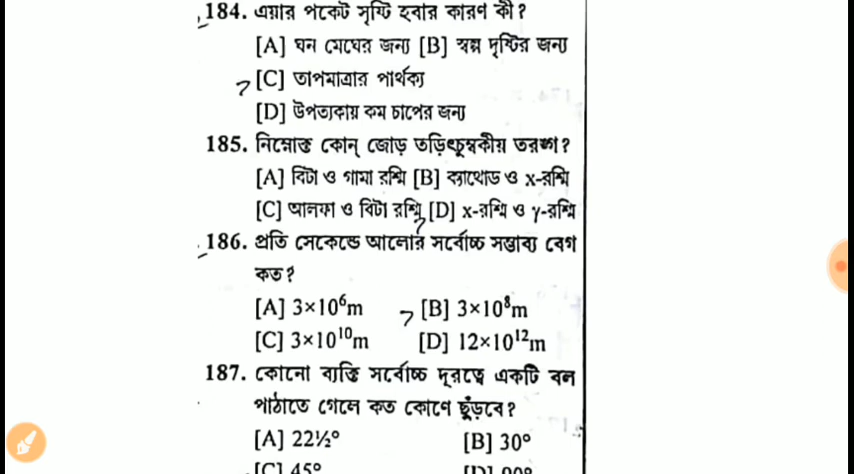 184. এয়ার পকেট সৃষ্টি হবার কারণ কী?
[A] ঘন মেঘের জন্য [B] স্বল্প দৃষ্টির জন্য
[C] তাপমাত্রার পার্থক্য
[D] উপত্যকায় কম চাপের জন্য
185. নিম্নোক্ত কোন্ জোড় তড়িৎচুম্বকীয় তরঙ্গ?
[A] বিটা ও গামা রশ্মি [B] ক্যাথোড ও x-রশ্মি
[C] আলফা ও বিটা রশ্মি [D] x-রশ্মি ও γ-রশ্মি
186. প্রতি সেকেন্ডে আলোর সর্বোচ্চ সম্ভাব্য বেগ
কত?
[A] 3×10⁶m [B] 3×10⁸m
[C] 3×10¹⁰m [D] 12×10¹²m
187. কোনো ব্যক্তি সর্বোচ্চ দূরত্বে একটি বল
পাঠাতে গেলে কত কোণে ছুঁড়বে?
[A] 22½° [B] 30°
[C] 45° [D] 90°